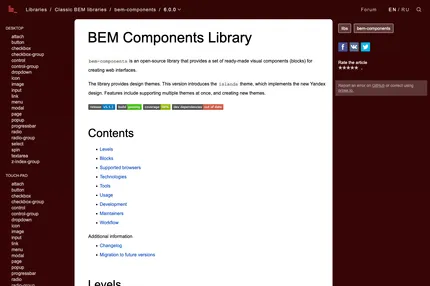 Libraries / Classic BEM libraries / bem-components / 6.0.0
Forum
EN / RU
DESKTOP
attach
button
checkbox
checkbox-group
control
control-group
dropdown
icon
image
input
link
menu
modal
page
popup
progressbar
radio
radio-group
select
spin
textarea
z-index-group
TOUCH-PAD
attach
button
checkbox
checkbox-group
control
control-group
dropdown
icon
image
input
link
menu
modal
page
popup
progressbar
radio
BEM Components Library
bem-components is an open-source library that provides a set of ready-made visual components (blocks) for
creating web interfaces.
The library provides design themes. This version introduces the islands theme, which implements the new Yandex
design. Features include supporting multiple themes at once, and creating new themes.
build passing
dev dependencies out of date
Contents
Levels
Blocks
Supported browsers
Technologies
Tools
Usage
Development
Maintainers
Workflow
Additional information
Changelog
Migration to future versions
Levels
libs
bem-components
Rate the article
Report an error on GitHub or correct using
prose.io.